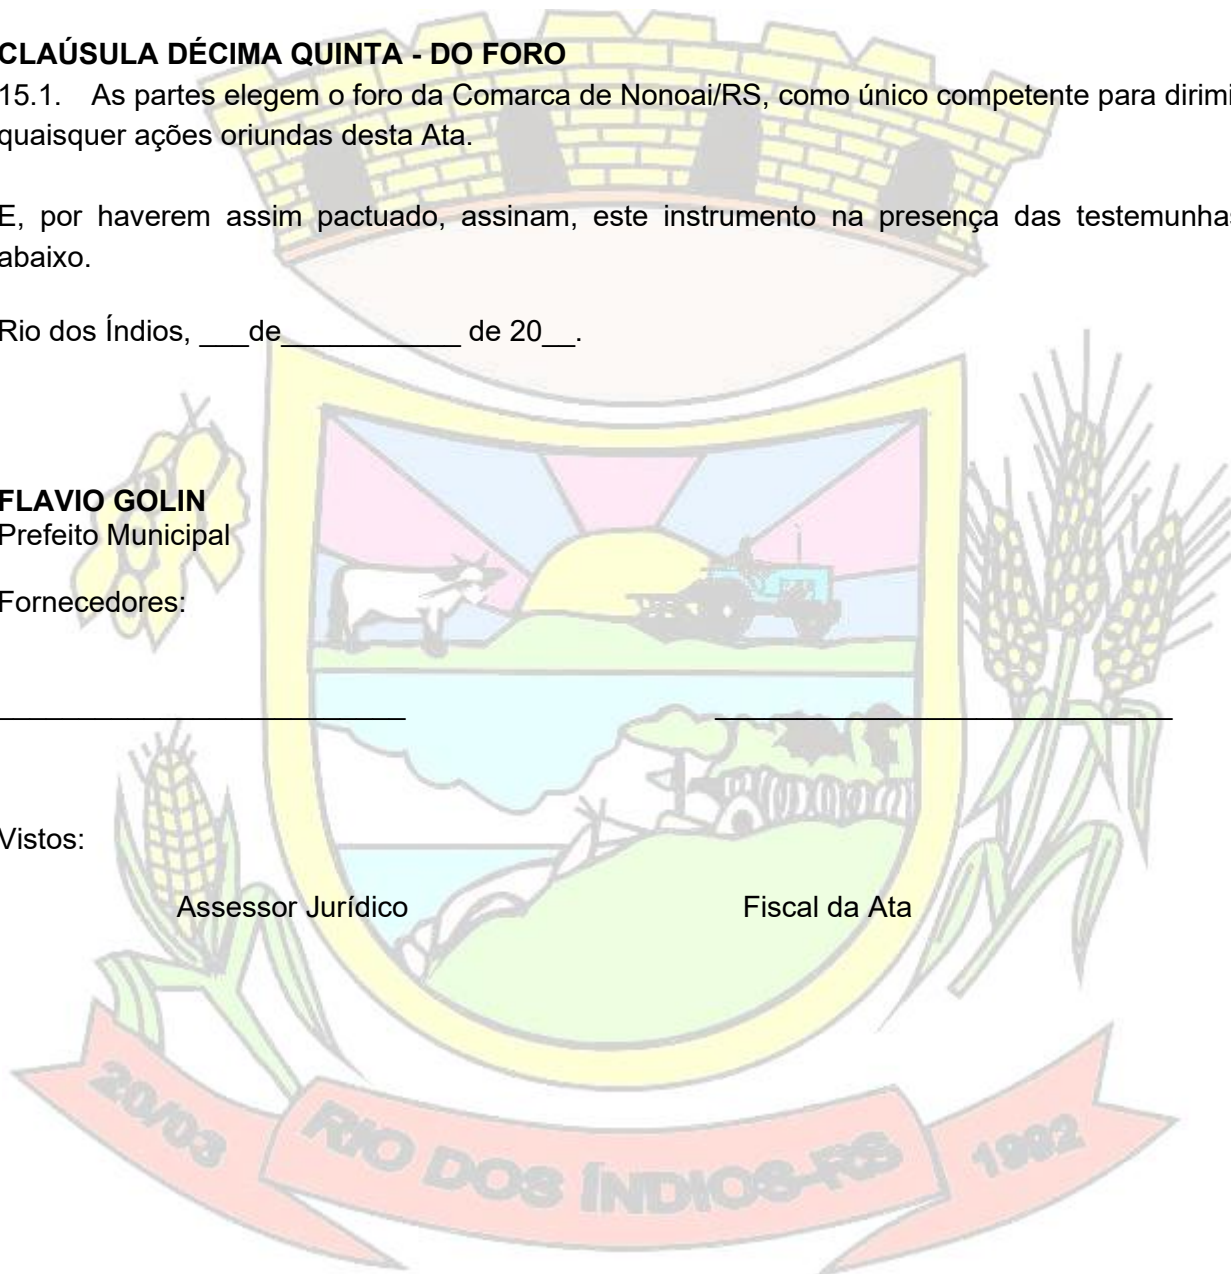 CLAÚSULA DÉCIMA QUINTA - DO FORO
15.1. As partes elegem o foro da Comarca de Nonoai/RS, como único competente para dirimi
quaisquer ações oriundas desta Ata.
E, por haverem assim pactuado, assinam, este instrumento na presença das testemunha
abaixo.
Rio dos Índios, ___de___________ de 20__.
FLAVIO GOLIN
Prefeito Municipal
Fornecedores:
Vistos:
Assessor Jurídico Fiscal da Ata
20/03 RIO DOS ÍNDIOS-RS 1992